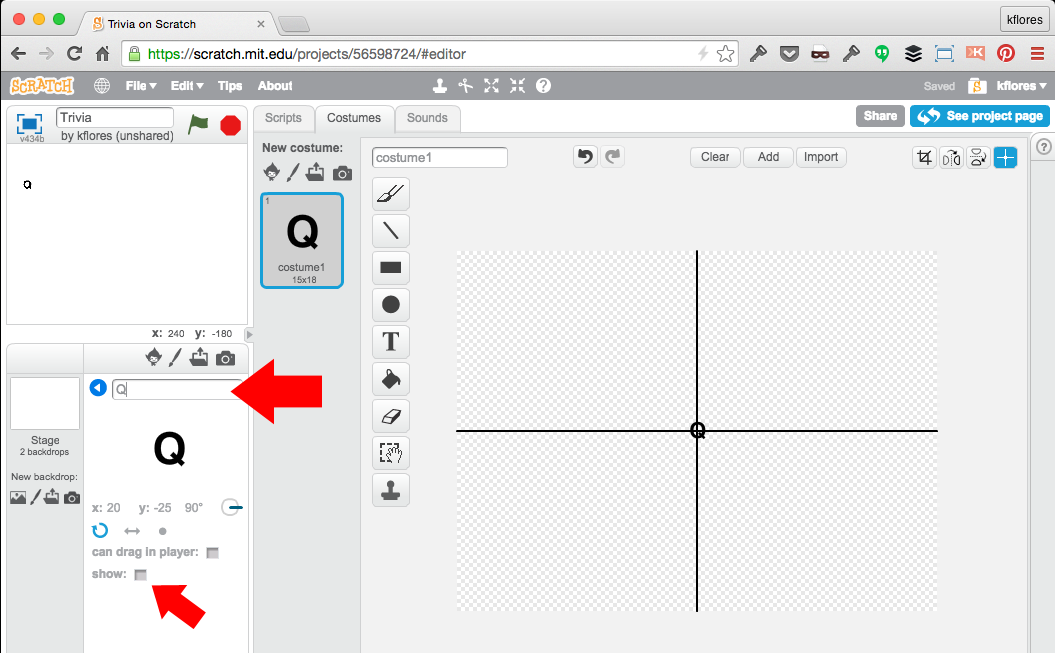 Trivia on Scratch
kflores
https://scratch.mit.edu/projects/56598724/#editor
SCRATCH File Edit Tips About Saved kflores
v434b Trivia
by kflores (unshared)
Scripts Costumes Sounds
Share See project page
Q
x: 240 y: -180
New costume:
1
Q
costume1
15x18
costume1
Clear Add Import
T
Q
Stage
2 backdrops
New backdrop:
Q
Q
x: 20 y: -25 90°
can drag in player:
show: